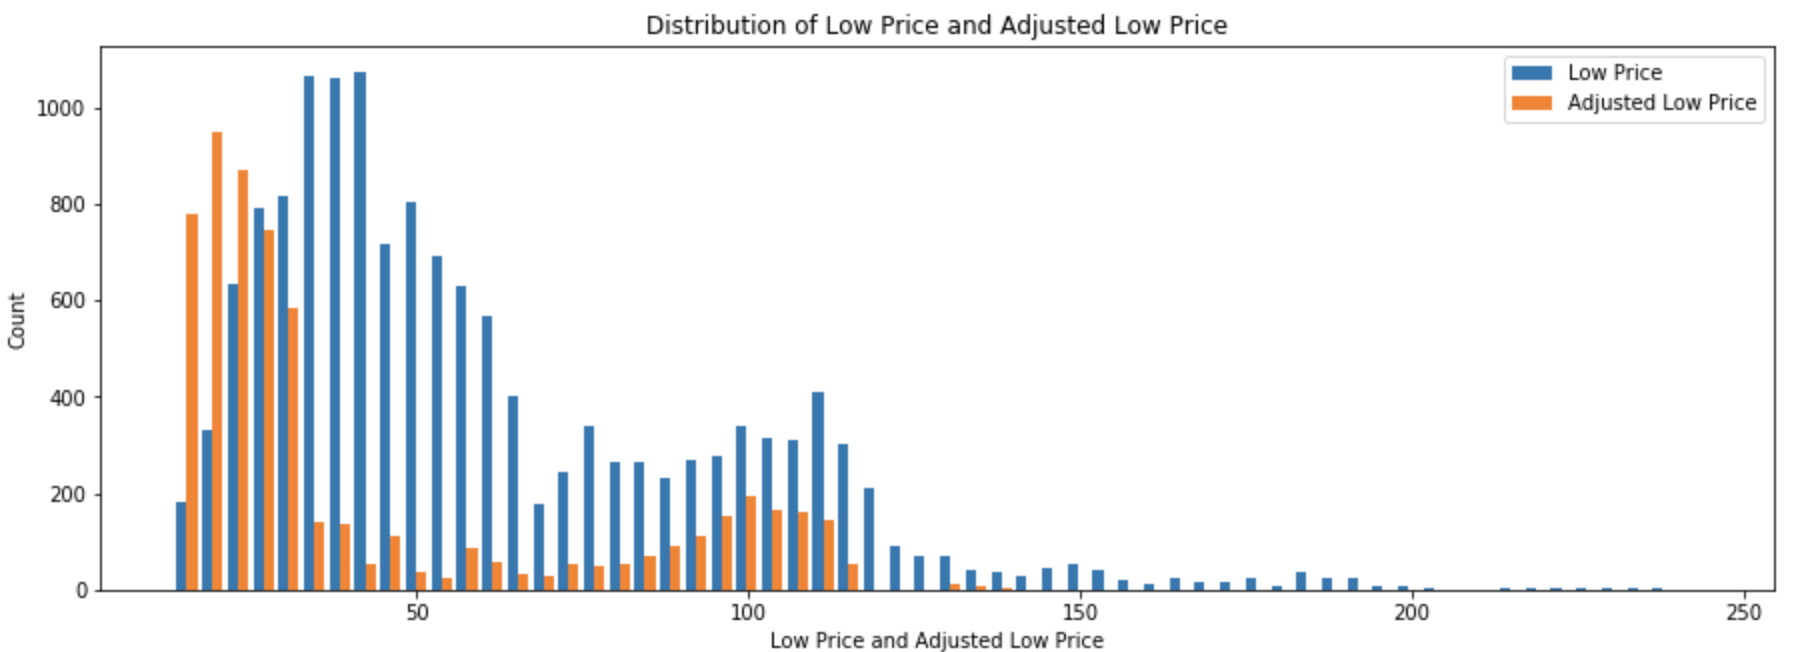 Distribution of Low Price and Adjusted Low Price
Low Price
Adjusted Low Price
1000
800
600
400
200
0
Count
50
100
150
200
250
Low Price and Adjusted Low Price